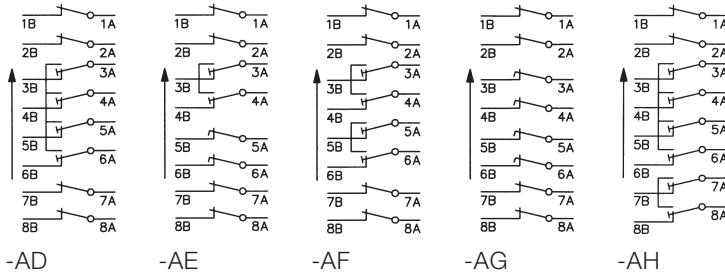 1B 1A
2B 2A
3A
3B
4A
4B
5A
5B
6A
6B
7B 7A
8B 8A
-AD
1B 1A
2B 2A
3A
3B
4A
4B
5B 5A
6B 6A
7B 7A
8B 8A
-AE
1B 1A
2B 2A
3A
3B
4A
4B
5A
5B
6A
6B
7B 7A
8B 8A
-AF
1B 1A
2B 2A
3B 3A
4B 4A
5B 5A
6B 6A
7B 7A
8B 8A
-AG
1B 1A
2B 2A
3A
3B
4A
4B
5A
5B
6A
6B
7A
7B
8A
8B
-AH